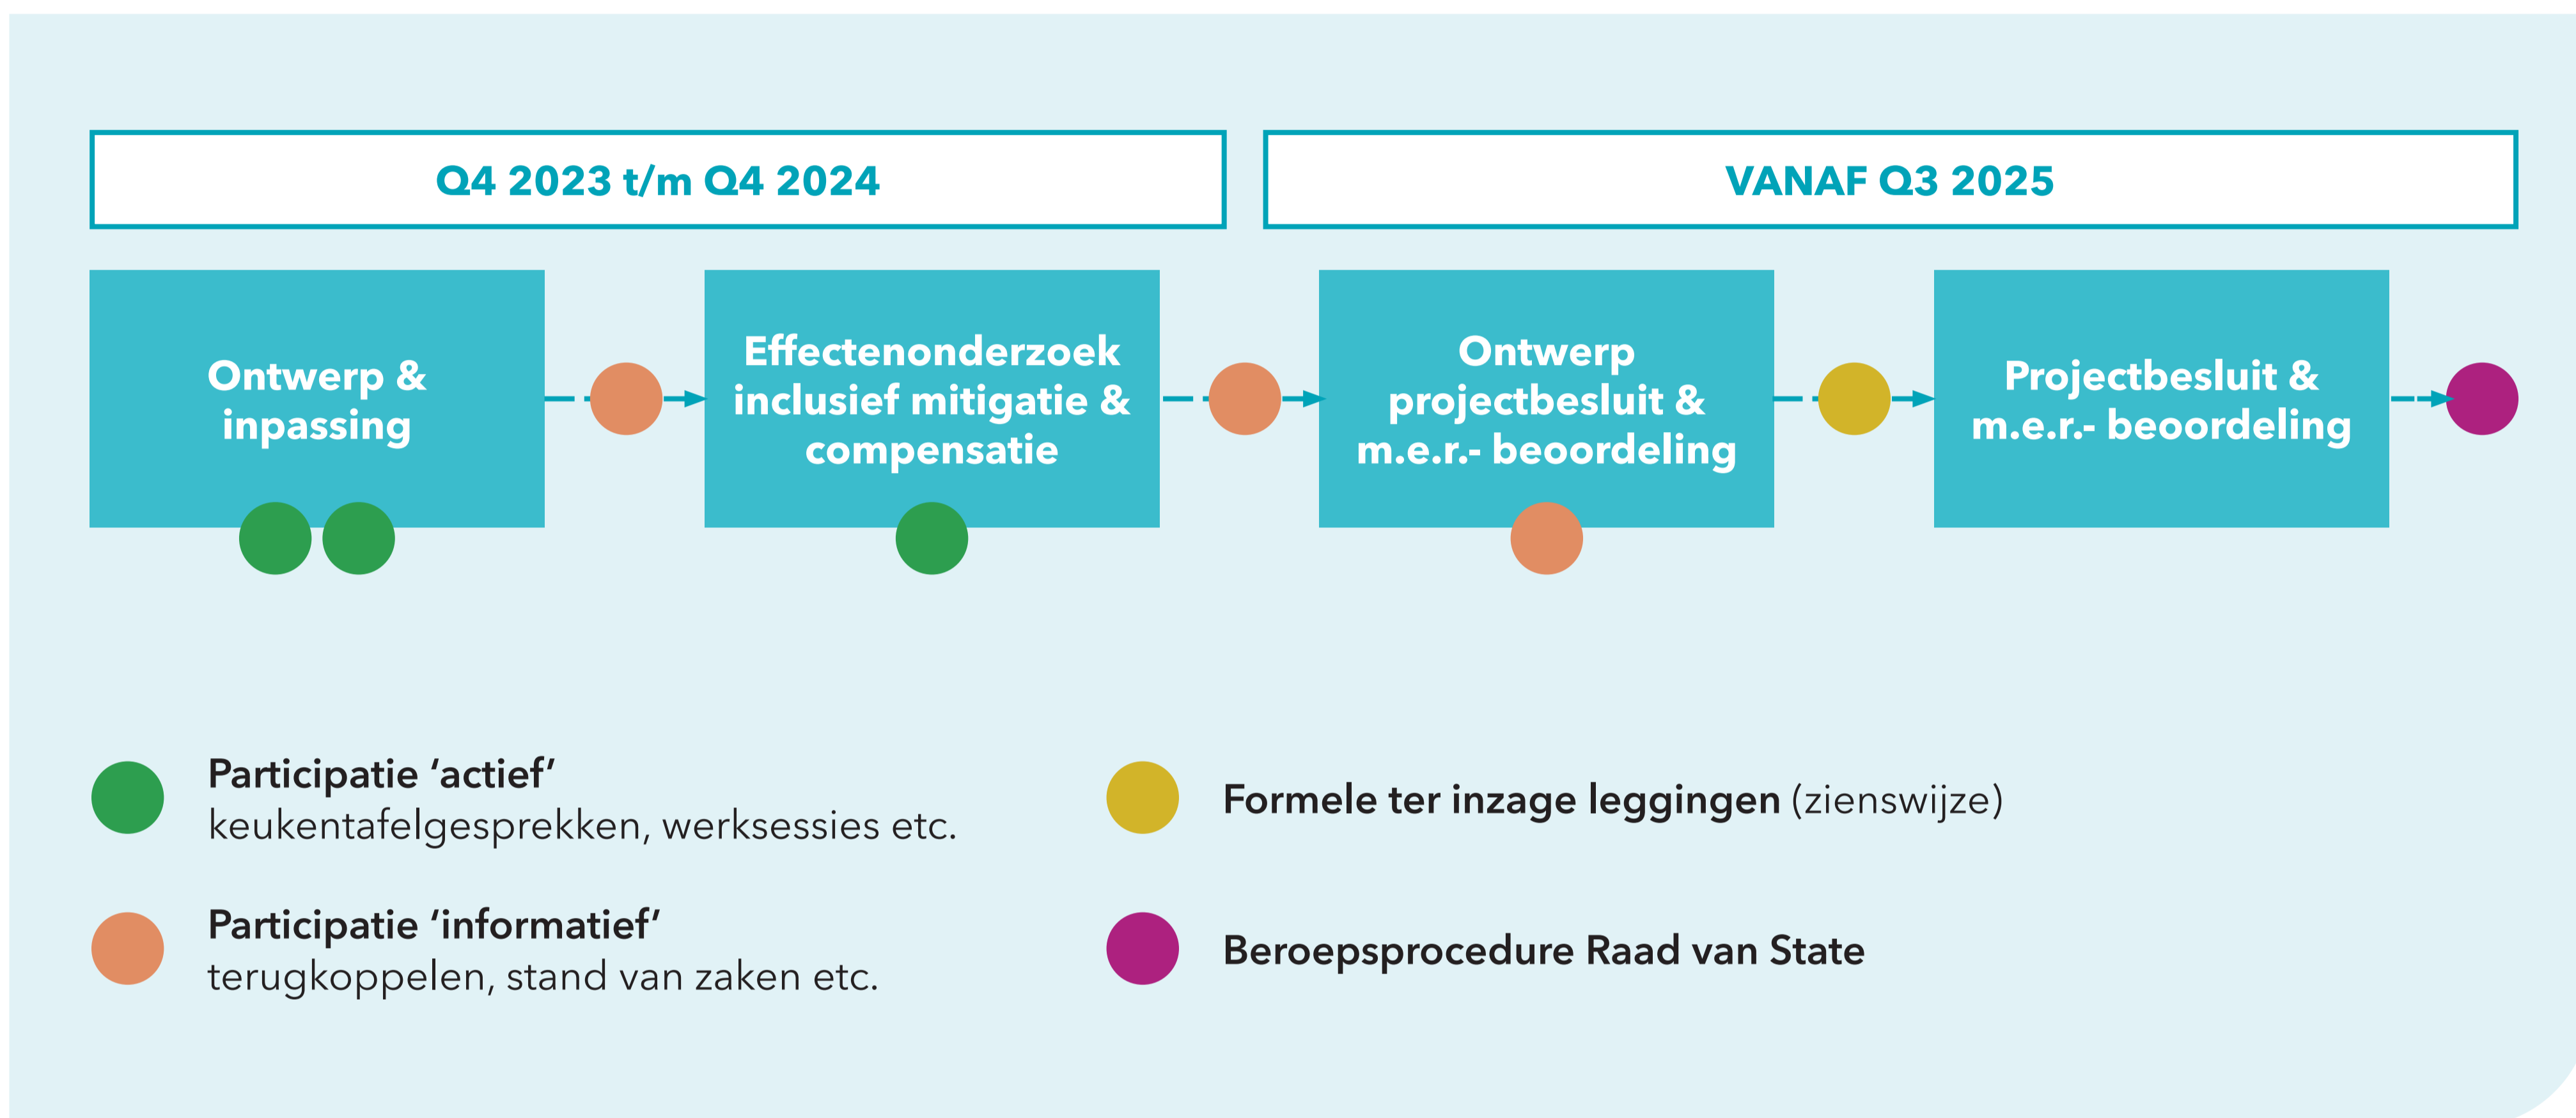 Q4 2023 t/m Q4 2024
VANAF Q3 2025
Ontwerp &
inpassing
Effectenonderzoek
inclusief mitigatie &
compensatie
Ontwerp
projectbesluit &
m.e.r.- beoordeling
Projectbesluit &
m.e.r.- beoordeling
Participatie ‘actief’
keukentafelgesprekken, werksessies etc.
Participatie ‘informatief’
terugkoppelen, stand van zaken etc.
Formele ter inzage leggingen (zienswijze)
Beroepsprocedure Raad van State